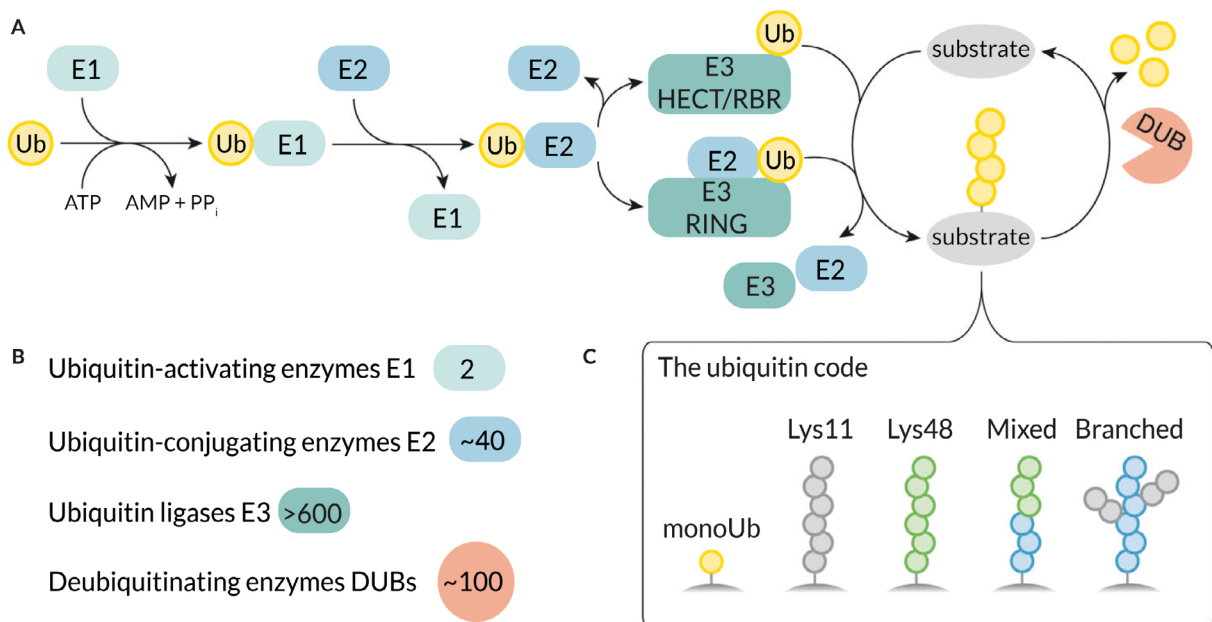 A
E1
E2
E2
Ub
E3
HECT/RBR
substrate
Ub
Ub
E1
Ub
E2
E2
Ub
E3
RING
DUB
ATP
AMP + PPi
E1
substrate
E3
E2
B
Ubiquitin-activating enzymes E1 2
Ubiquitin-conjugating enzymes E2 ~40
Ubiquitin ligases E3 >600
Deubiquitinating enzymes DUBs ~100
C
The ubiquitin code
monoUb
Lys11
Lys48
Mixed
Branched